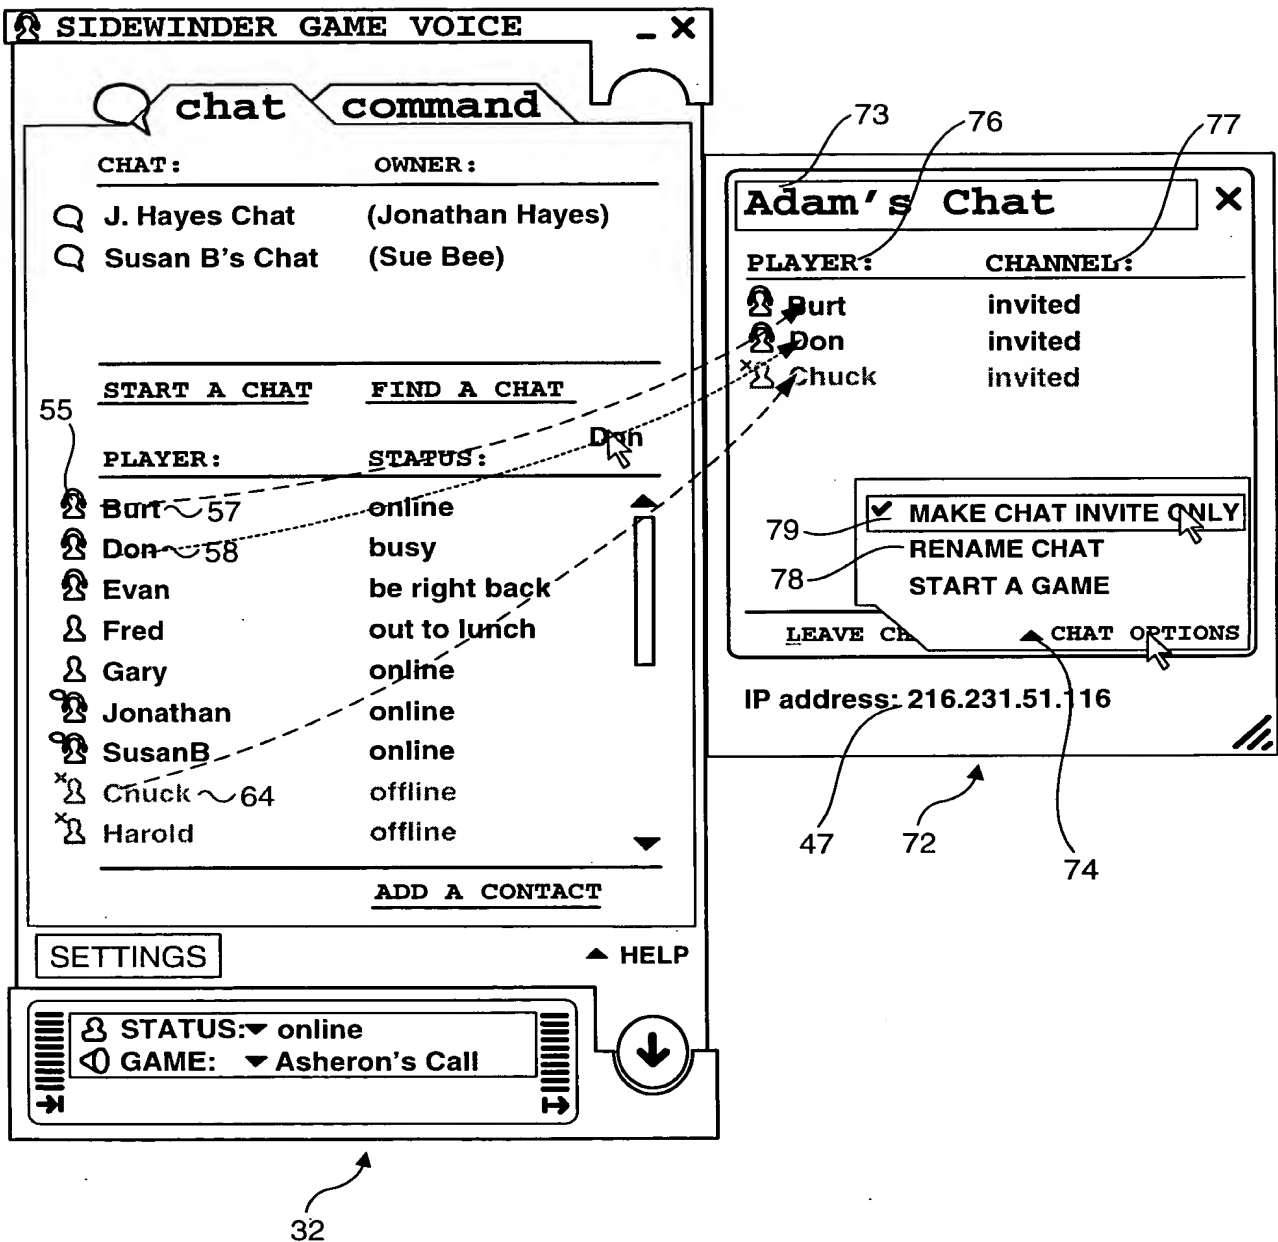 SIDEWINDER GAME VOICE
chat command
CHAT: OWNER:
J. Hayes Chat (Jonathan Hayes)
Susan B's Chat (Sue Bee)
START A CHAT FIND A CHAT
55
Don
PLAYER: STATUS:
Burt 57 online
Don 58 busy
Evan be right back
Fred out to lunch
Gary online
Jonathan online
SusanB online
Chuck 64 offline
Harold offline
ADD A CONTACT
SETTINGS
HELP
STATUS: online
GAME: Asheron's Call
32
73 76 77
Adam's Chat
PLAYER: CHANNEL:
Burt invited
Don invited
Chuck invited
79 MAKE CHAT INVITE ONLY
78 RENAME CHAT
START A GAME
LEAVE CH CHAT OPTIONS
IP address: 216.231.51.116
47 72 74